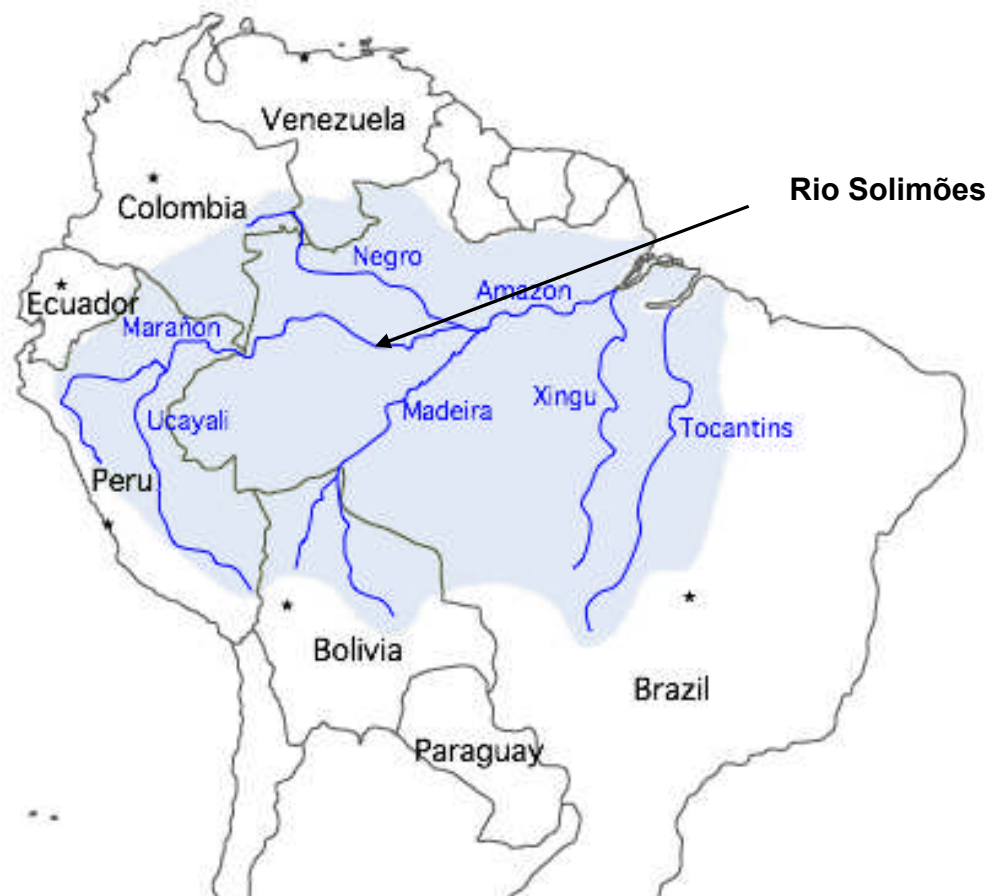 Venezuela
Rio Solimões
Colombia
Negro
Amazon
Ecuador
Marañon
Xingu
Madeira
Ucayali
Tocantins
Peru
Bolivia
Brazil
Paraguay